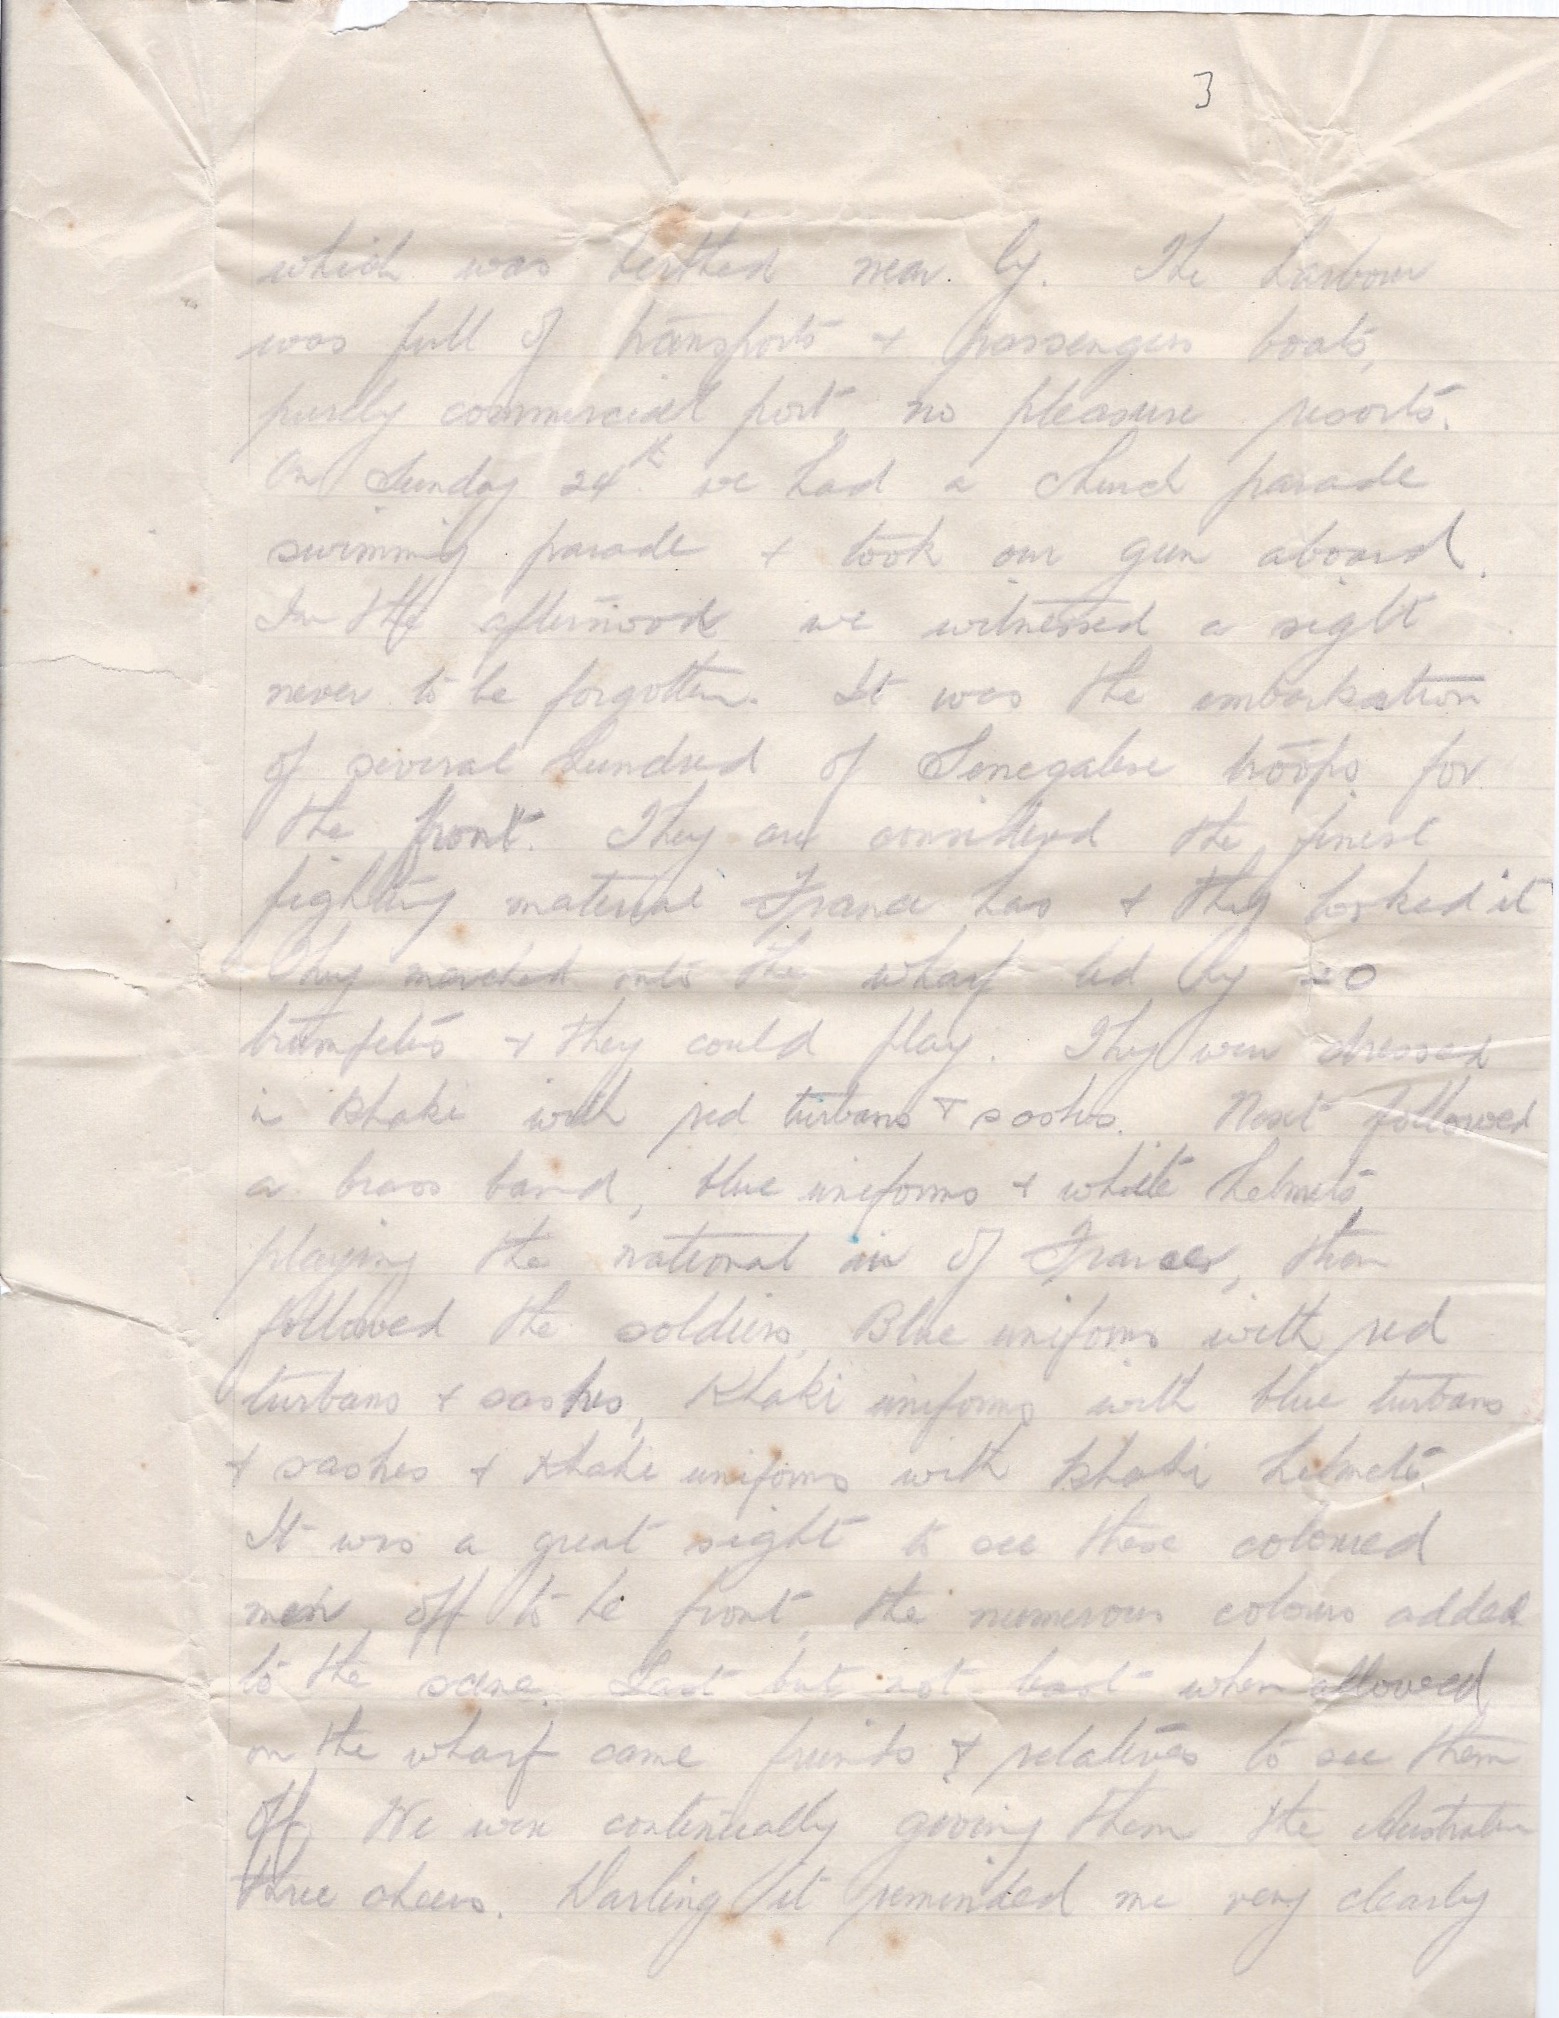 3
which was berthed near by. The harbour
was full of transports + passengers boats,
purely commercial port, no pleasure resorts.
On Sunday 24th we had a church parade
swimming parade + took our gun aboard.
In the afternoon we witnessed a sight
never to be forgotten. It was the embarkation
of several hundred of Senegalese troops for
the front. They are considered the finest
fighting material France has + they looked it
They marched onto the wharf led by 20
trumpeters + they could play. They were dressed
in khaki with red turbans + sashes. Next followed
a brass band, blue uniforms + white helmets,
playing the national air of France, then
followed the soldiers, Blue uniforms with red
turbans + sashes, Khaki uniforms with blue turbans
+ sashes + Khaki uniforms with khaki helmets.
It was a great sight to see these coloured
men off to he front, the numerous colours added
to the scene. Last but not least when allowed
on the wharf came friends + relatives to see them
off. We were continually giving them the Australian
three cheers. Darling it reminded me very clearly